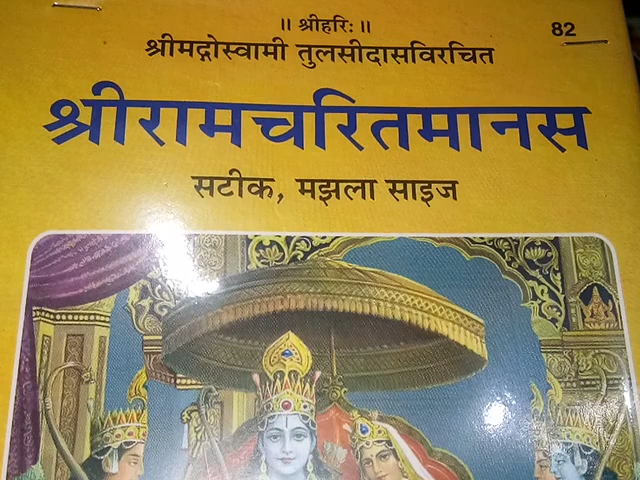 ॥ श्रीहरिः ॥
82
श्रीमद्गोस्वामी तुलसीदासविरचित
श्रीरामचरितमानस
सटीक, मझला साइज